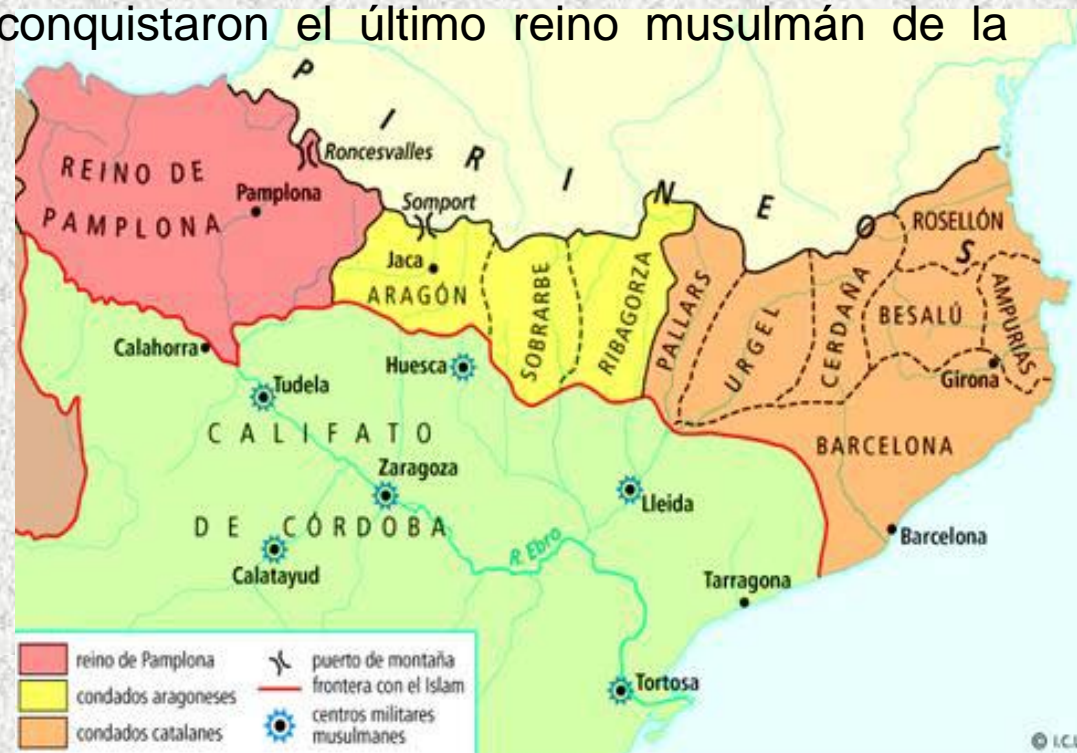 conquistaron el último reino musulmán de la
PIRINEOS
Roncesvalles
REINO DE
PAMPLONA
Pamplona
Somport
Jaca
ARAGÓN
SOBRARBE
RIBAGORZA
PALLARS
URGEL
CERDAÑA
ROSELLÓN
BESALÚ
AMPURIAS
Girona
BARCELONA
Barcelona
Calahorra
Huesca
Tudela
CALIFATO
Zaragoza
DE CÓRDOBA
Lleida
Calatayud
R. Ebro
Tarragona
Tortosa
reino de Pamplona
condados aragoneses
condados catalanes
puerto de montaña
frontera con el Islam
centros militares
musulmanes
© I.C.I.